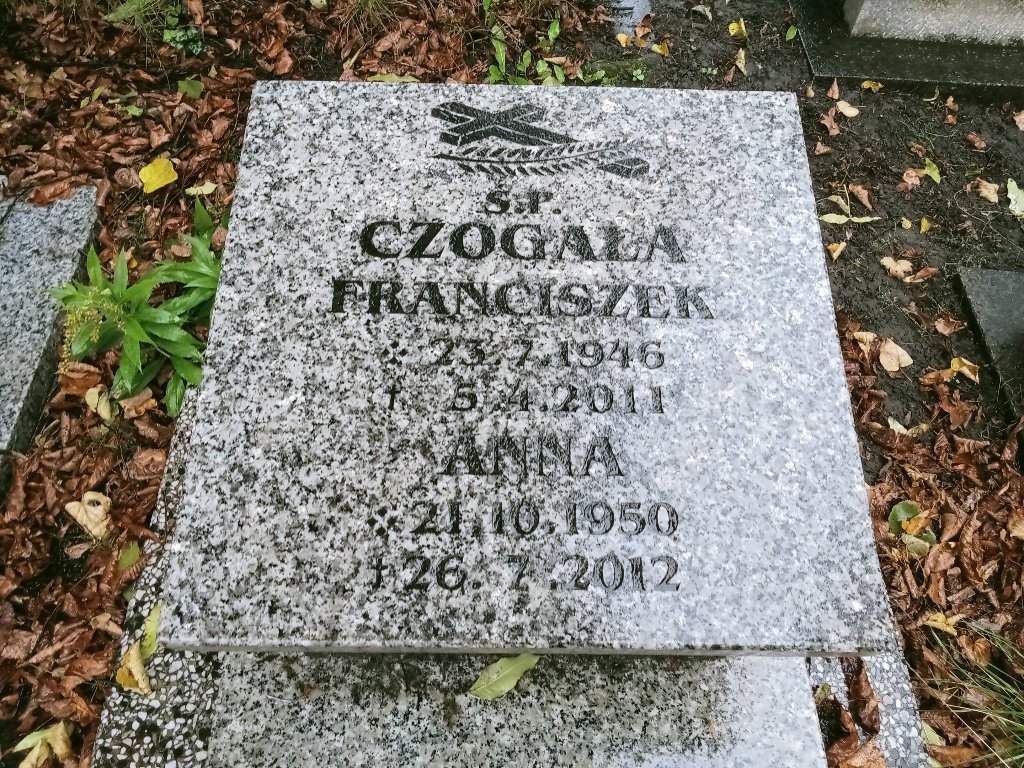 Ś.P.
CZOGAŁA
FRANCISZEK
* 23.7.1946
† 5.4.2011
ANNA
* 21.10.1950
† 26.7.2012